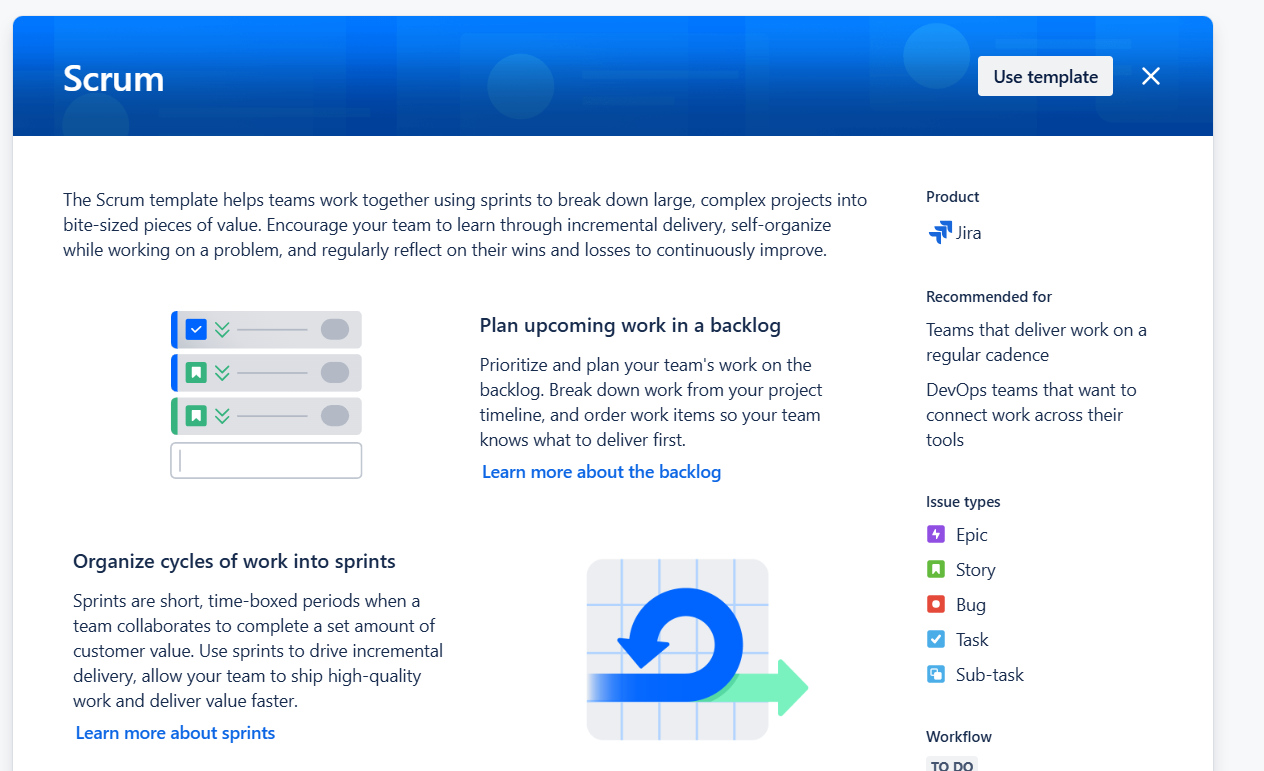 Scrum
Use template
The Scrum template helps teams work together using sprints to break down large, complex projects into
bite-sized pieces of value. Encourage your team to learn through incremental delivery, self-organize
while working on a problem, and regularly reflect on their wins and losses to continuously improve.
Plan upcoming work in a backlog
Prioritize and plan your team's work on the
backlog. Break down work from your project
timeline, and order work items so your team
knows what to deliver first.
Learn more about the backlog
Organize cycles of work into sprints
Sprints are short, time-boxed periods when a
team collaborates to complete a set amount of
customer value. Use sprints to drive incremental
delivery, allow your team to ship high-quality
work and deliver value faster.
Learn more about sprints
Product
Jira
Recommended for
Teams that deliver work on a
regular cadence
DevOps teams that want to
connect work across their
tools
Issue types
Epic
Story
Bug
Task
Sub-task
Workflow
TO DO